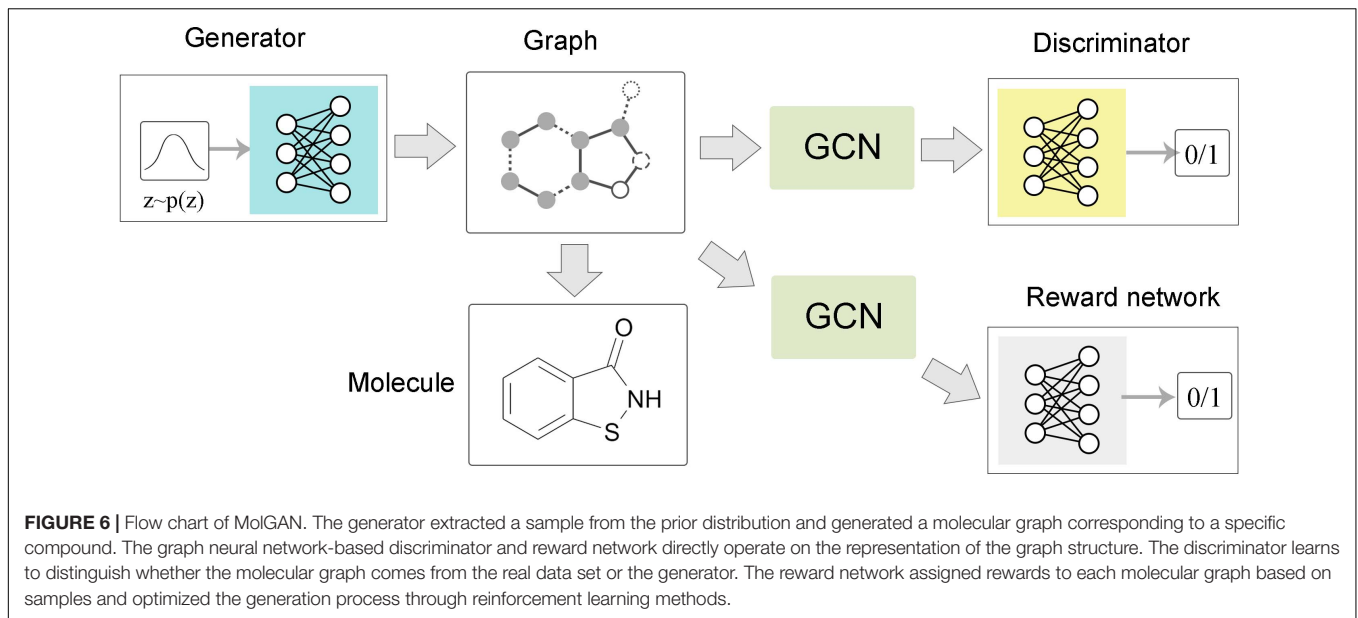 Generator
Graph
Discriminator
z~p(z)
GCN
0/1
GCN
Reward network
Molecule
O
NH
S
0/1
FIGURE 6 | Flow chart of MolGAN. The generator extracted a sample from the prior distribution and generated a molecular graph corresponding to a specific
compound. The graph neural network-based discriminator and reward network directly operate on the representation of the graph structure. The discriminator learns
to distinguish whether the molecular graph comes from the real data set or the generator. The reward network assigned rewards to each molecular graph based on
samples and optimized the generation process through reinforcement learning methods.